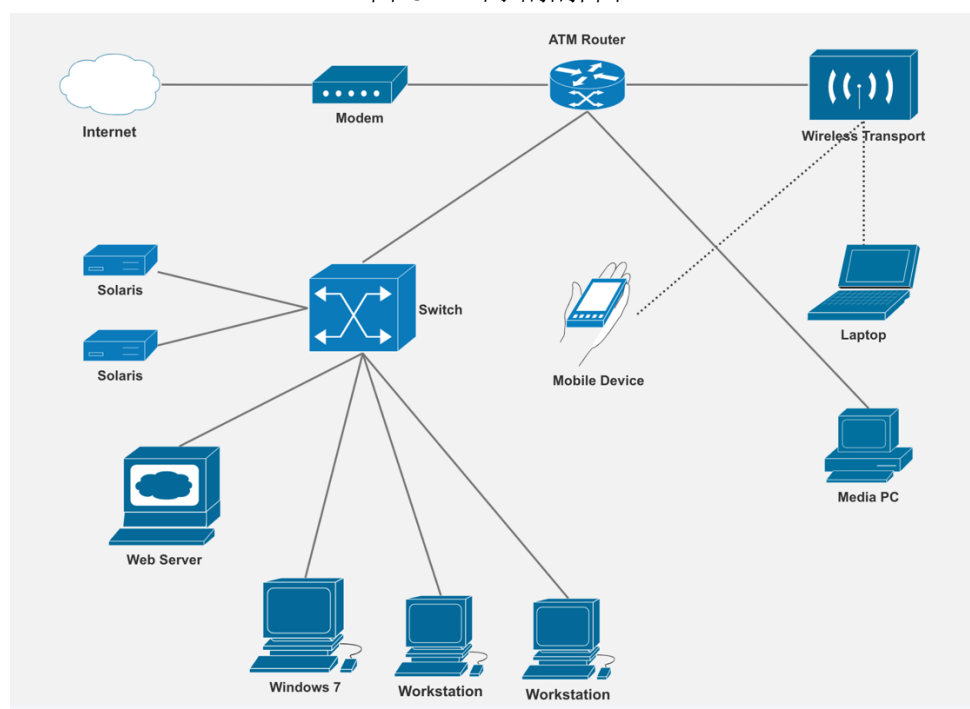 ATM Router
Internet
Modem
Wireless Transport
Solaris
Switch
Solaris
Laptop
Mobile Device
Media PC
Web Server
Windows 7
Workstation
Workstation